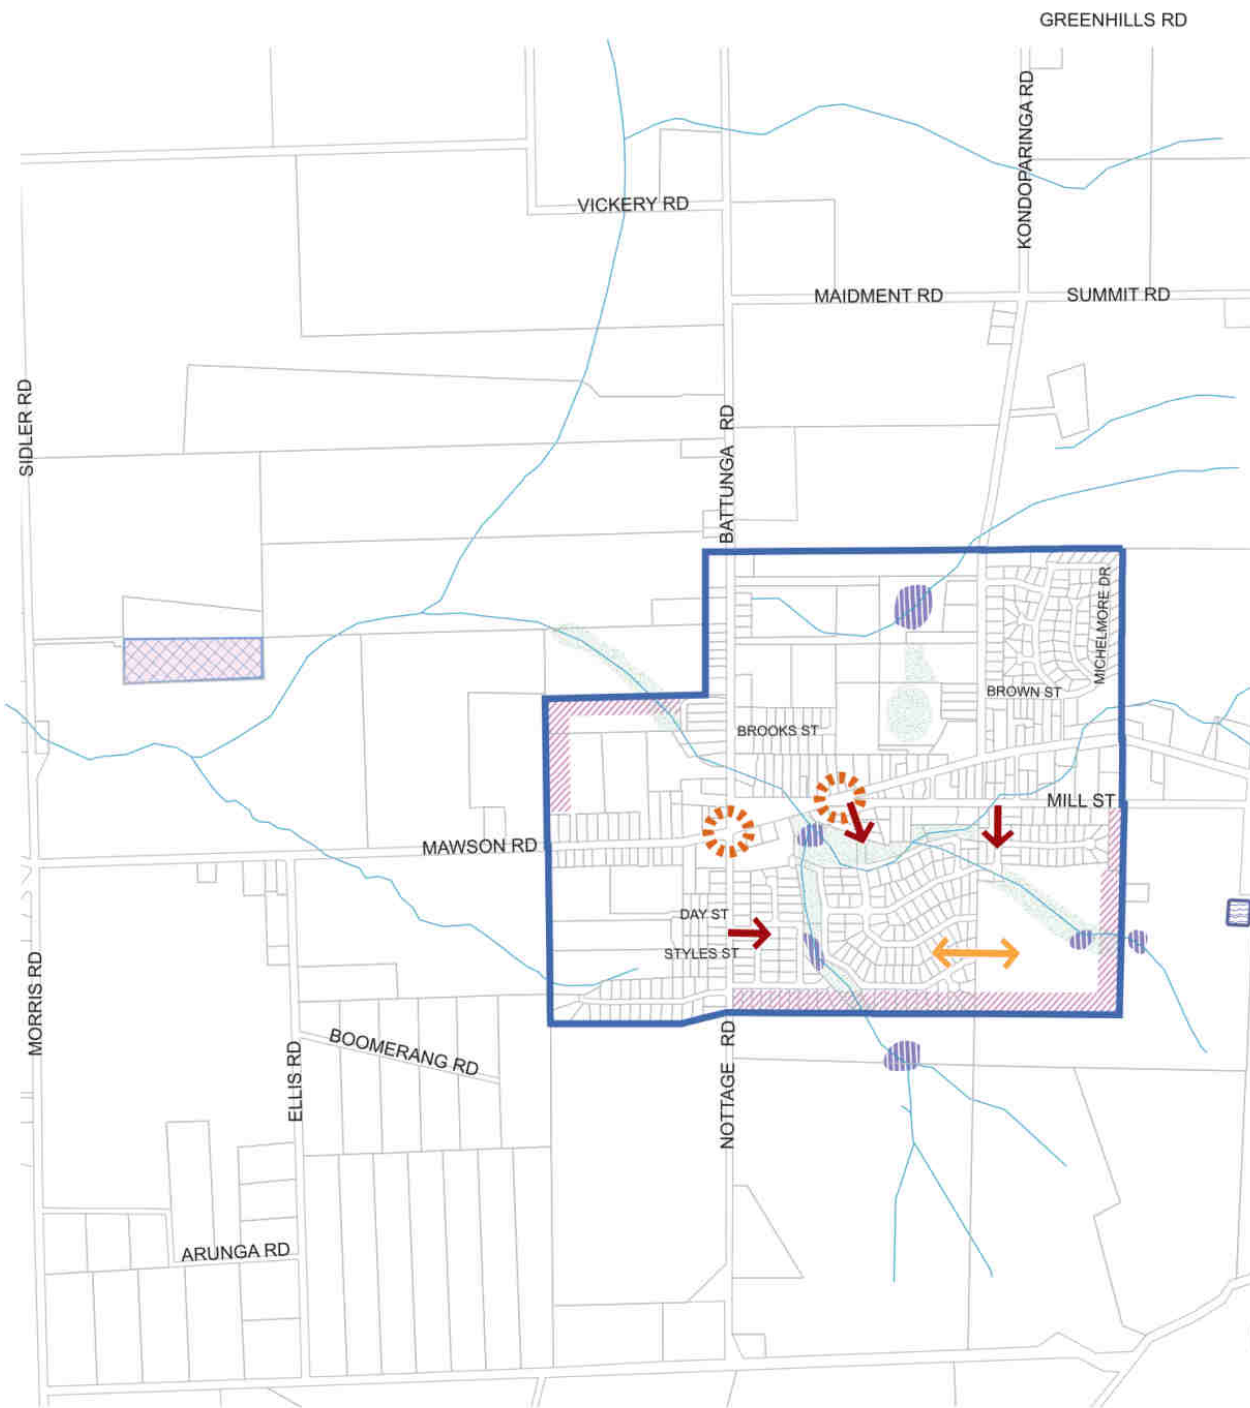 GREENHILLS RD
KONDOPARINGA RD
VICKERY RD
MAIDMENT RD
SUMMIT RD
SIDLER RD
BATTUNGA RD
MICHELMORE DR
BROWN ST
BROOKS ST
MILL ST
MAWSON RD
DAY ST
STYLES ST
MORRIS RD
BOOMERANG RD
ELLIS RD
NOTTAGE RD
ARUNGA RD